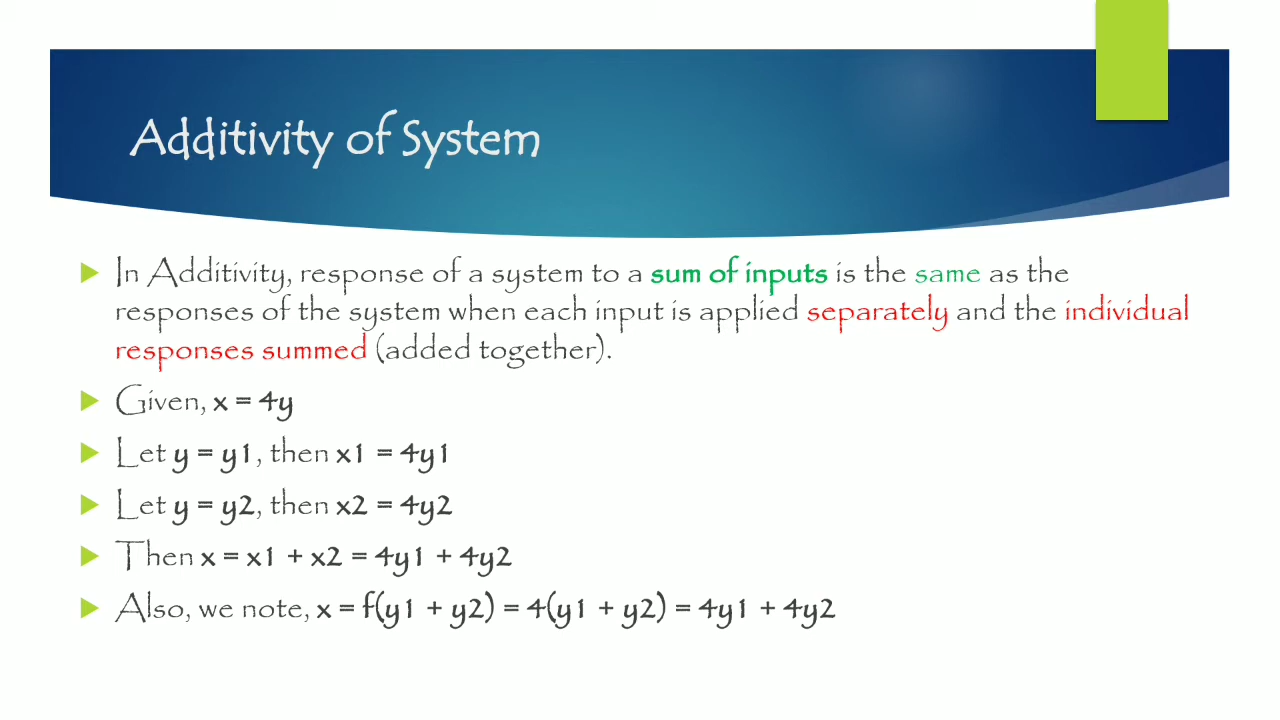 Additivity of System
In Additivity, response of a system to a sum of inputs is the same as the
responses of the system when each input is applied separately and the individual
responses summed (added together).
Given, x = 4y
Let y = y1, then x1 = 4y1
Let y = y2, then x2 = 4y2
Then x = x1 + x2 = 4y1 + 4y2
Also, we note, x = f(y1 + y2) = 4(y1 + y2) = 4y1 + 4y2